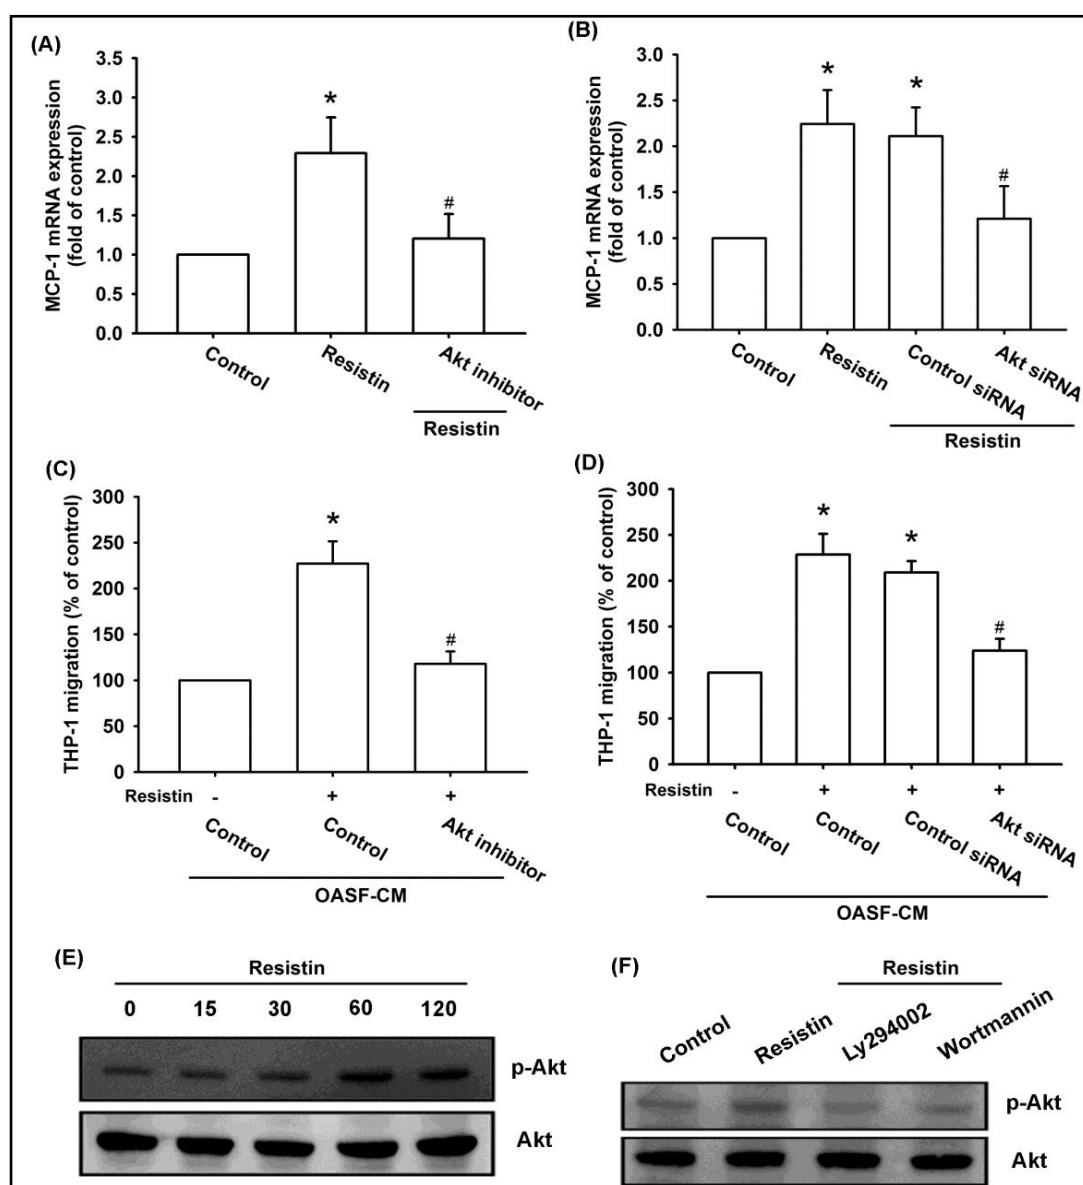 (A)
MCP-1 mRNA expression
(fold of control)
3.5
3.0
2.5
2.0
1.5
1.0
0.5
0.0
*
#
Control
Resistin
Akt inhibitor
Resistin
(B)
MCP-1 mRNA expression
(fold of control)
3.0
2.5
2.0
1.5
1.0
0.5
0.0
*
*
#
Control
Resistin
Control siRNA
Akt siRNA
Resistin
(C)
THP-1 migration (% of control)
300
250
200
150
100
50
0
*
#
Resistin - + +
Control
Control
Akt inhibitor
OASF-CM
(D)
THP-1 migration (% of control)
300
250
200
150
100
50
0
*
*
#
Resistin - + + +
Control
Control
Control siRNA
Akt siRNA
OASF-CM
(E)
Resistin
0 15 30 60 120
p-Akt
Akt
(F)
Resistin
Control Resistin Ly294002 Wortmannin
p-Akt
Akt